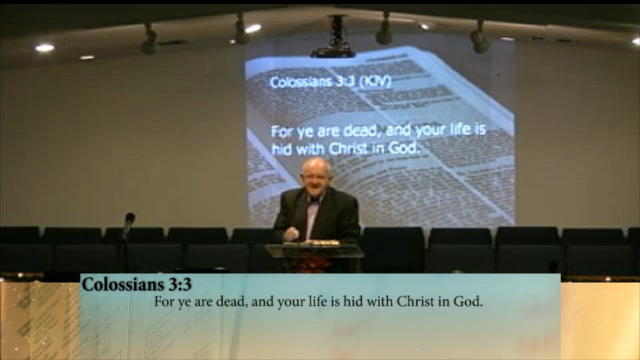 Colossians 3:3 (KJV)
For ye are dead, and your life is
hid with Christ in God.
Colossians 3:3
For ye are dead, and your life is hid with Christ in God.